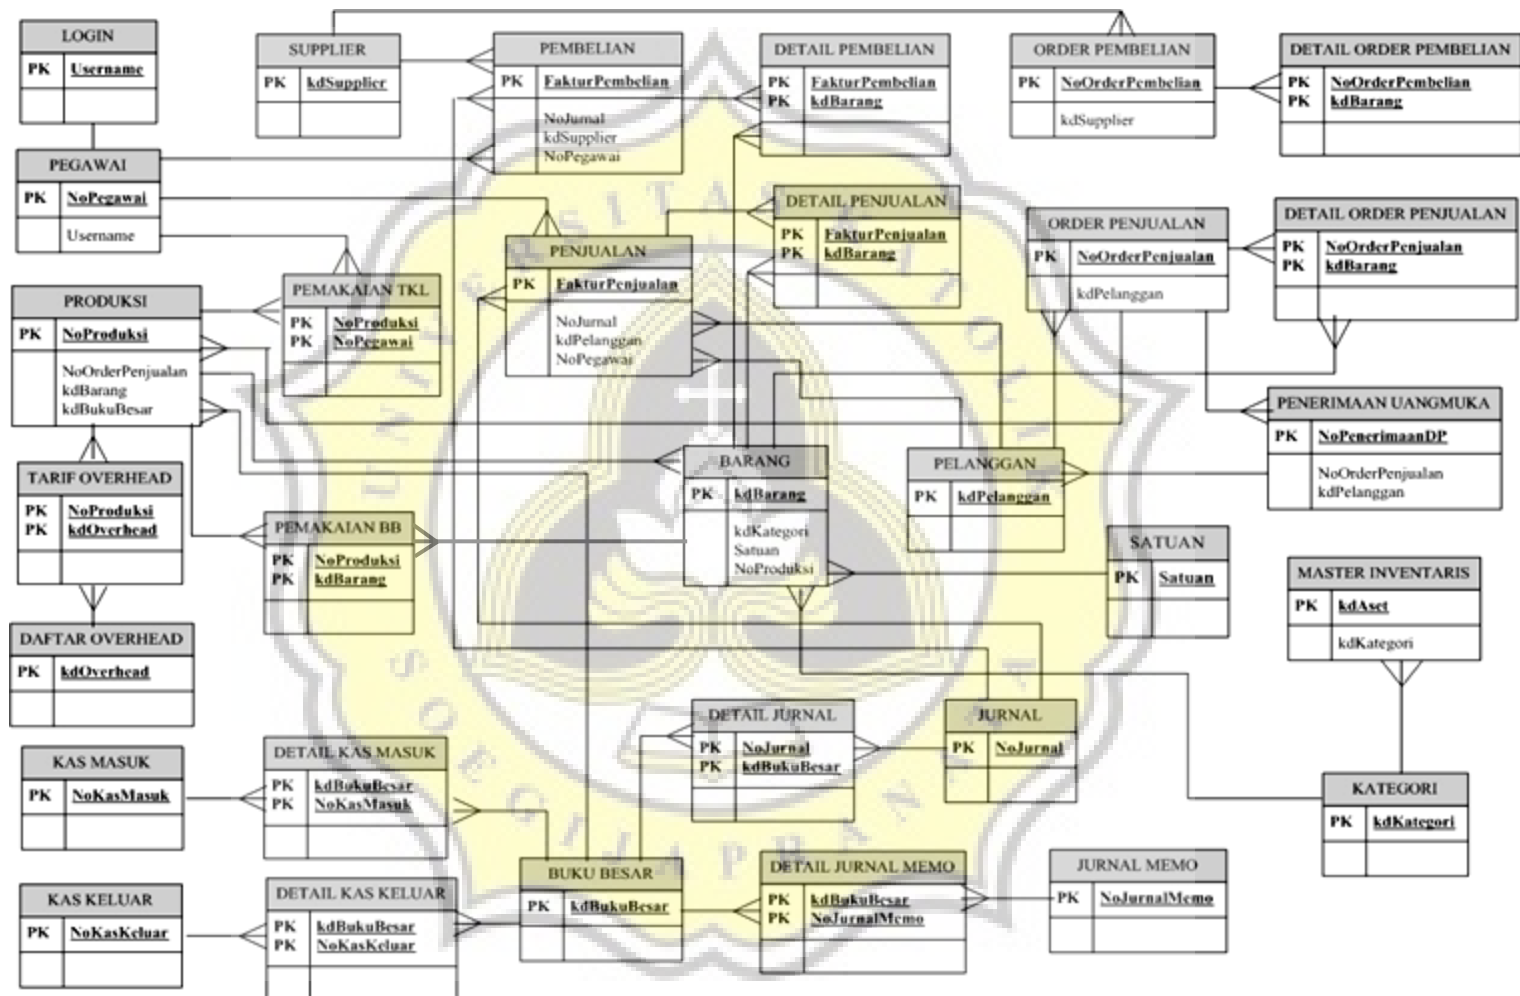 LOGIN
PK Username
PEGAWAI
PK NoPegawai
Username
SUPPLIER
PK kdSupplier
PEMBELIAN
PK FakturPembelian
NoJurnal
kdSupplier
NoPegawai
DETAIL PEMBELIAN
PK FakturPembelian
PK kdBarang
ORDER PEMBELIAN
PK NoOrderPembelian
kdSupplier
DETAIL ORDER PEMBELIAN
PK NoOrderPembelian
PK kdBarang
PRODUKSI
PK NoProduksi
NoOrderPenjualan
kdBarang
kdBukuBesar
PEMAKAIAN TKL
PK NoProduksi
PK NoPegawai
PENJUALAN
PK FakturPenjualan
NoJurnal
kdPelanggan
NoPegawai
DETAIL PENJUALAN
PK FakturPenjualan
PK kdBarang
ORDER PENJUALAN
PK NoOrderPenjualan
kdPelanggan
DETAIL ORDER PENJUALAN
PK NoOrderPenjualan
PK kdBarang
TARIF OVERHEAD
PK NoProduksi
PK kdOverhead
PEMAKAIAN BB
PK NoProduksi
PK kdBarang
BARANG
PK kdBarang
kdKategori
Satuan
NoProduksi
PELANGGAN
PK kdPelanggan
PENERIMAAN UANGMUKA
PK NoPenerimaanDP
NoOrderPenjualan
kdPelanggan
SATUAN
PK Satuan
MASTER INVENTARIS
PK kdAset
kdKategori
DAFTAR OVERHEAD
PK kdOverhead
KAS MASUK
PK NoKasMasuk
DETAIL KAS MASUK
PK kdBukuBesar
PK NoKasMasuk
DETAIL JURNAL
PK NoJurnal
PK kdBukuBesar
JURNAL
PK NoJurnal
KATEGORI
PK kdKategori
KAS KELUAR
PK NoKasKeluar
DETAIL KAS KELUAR
PK kdBukuBesar
PK NoKasKeluar
BUKU BESAR
PK kdBukuBesar
DETAIL JURNAL MEMO
PK kdBukuBesar
PK NoJurnalMemo
JURNAL MEMO
PK NoJurnalMemo
UNIVERSITAS KATOLIK
SOEGIJAPRANATA